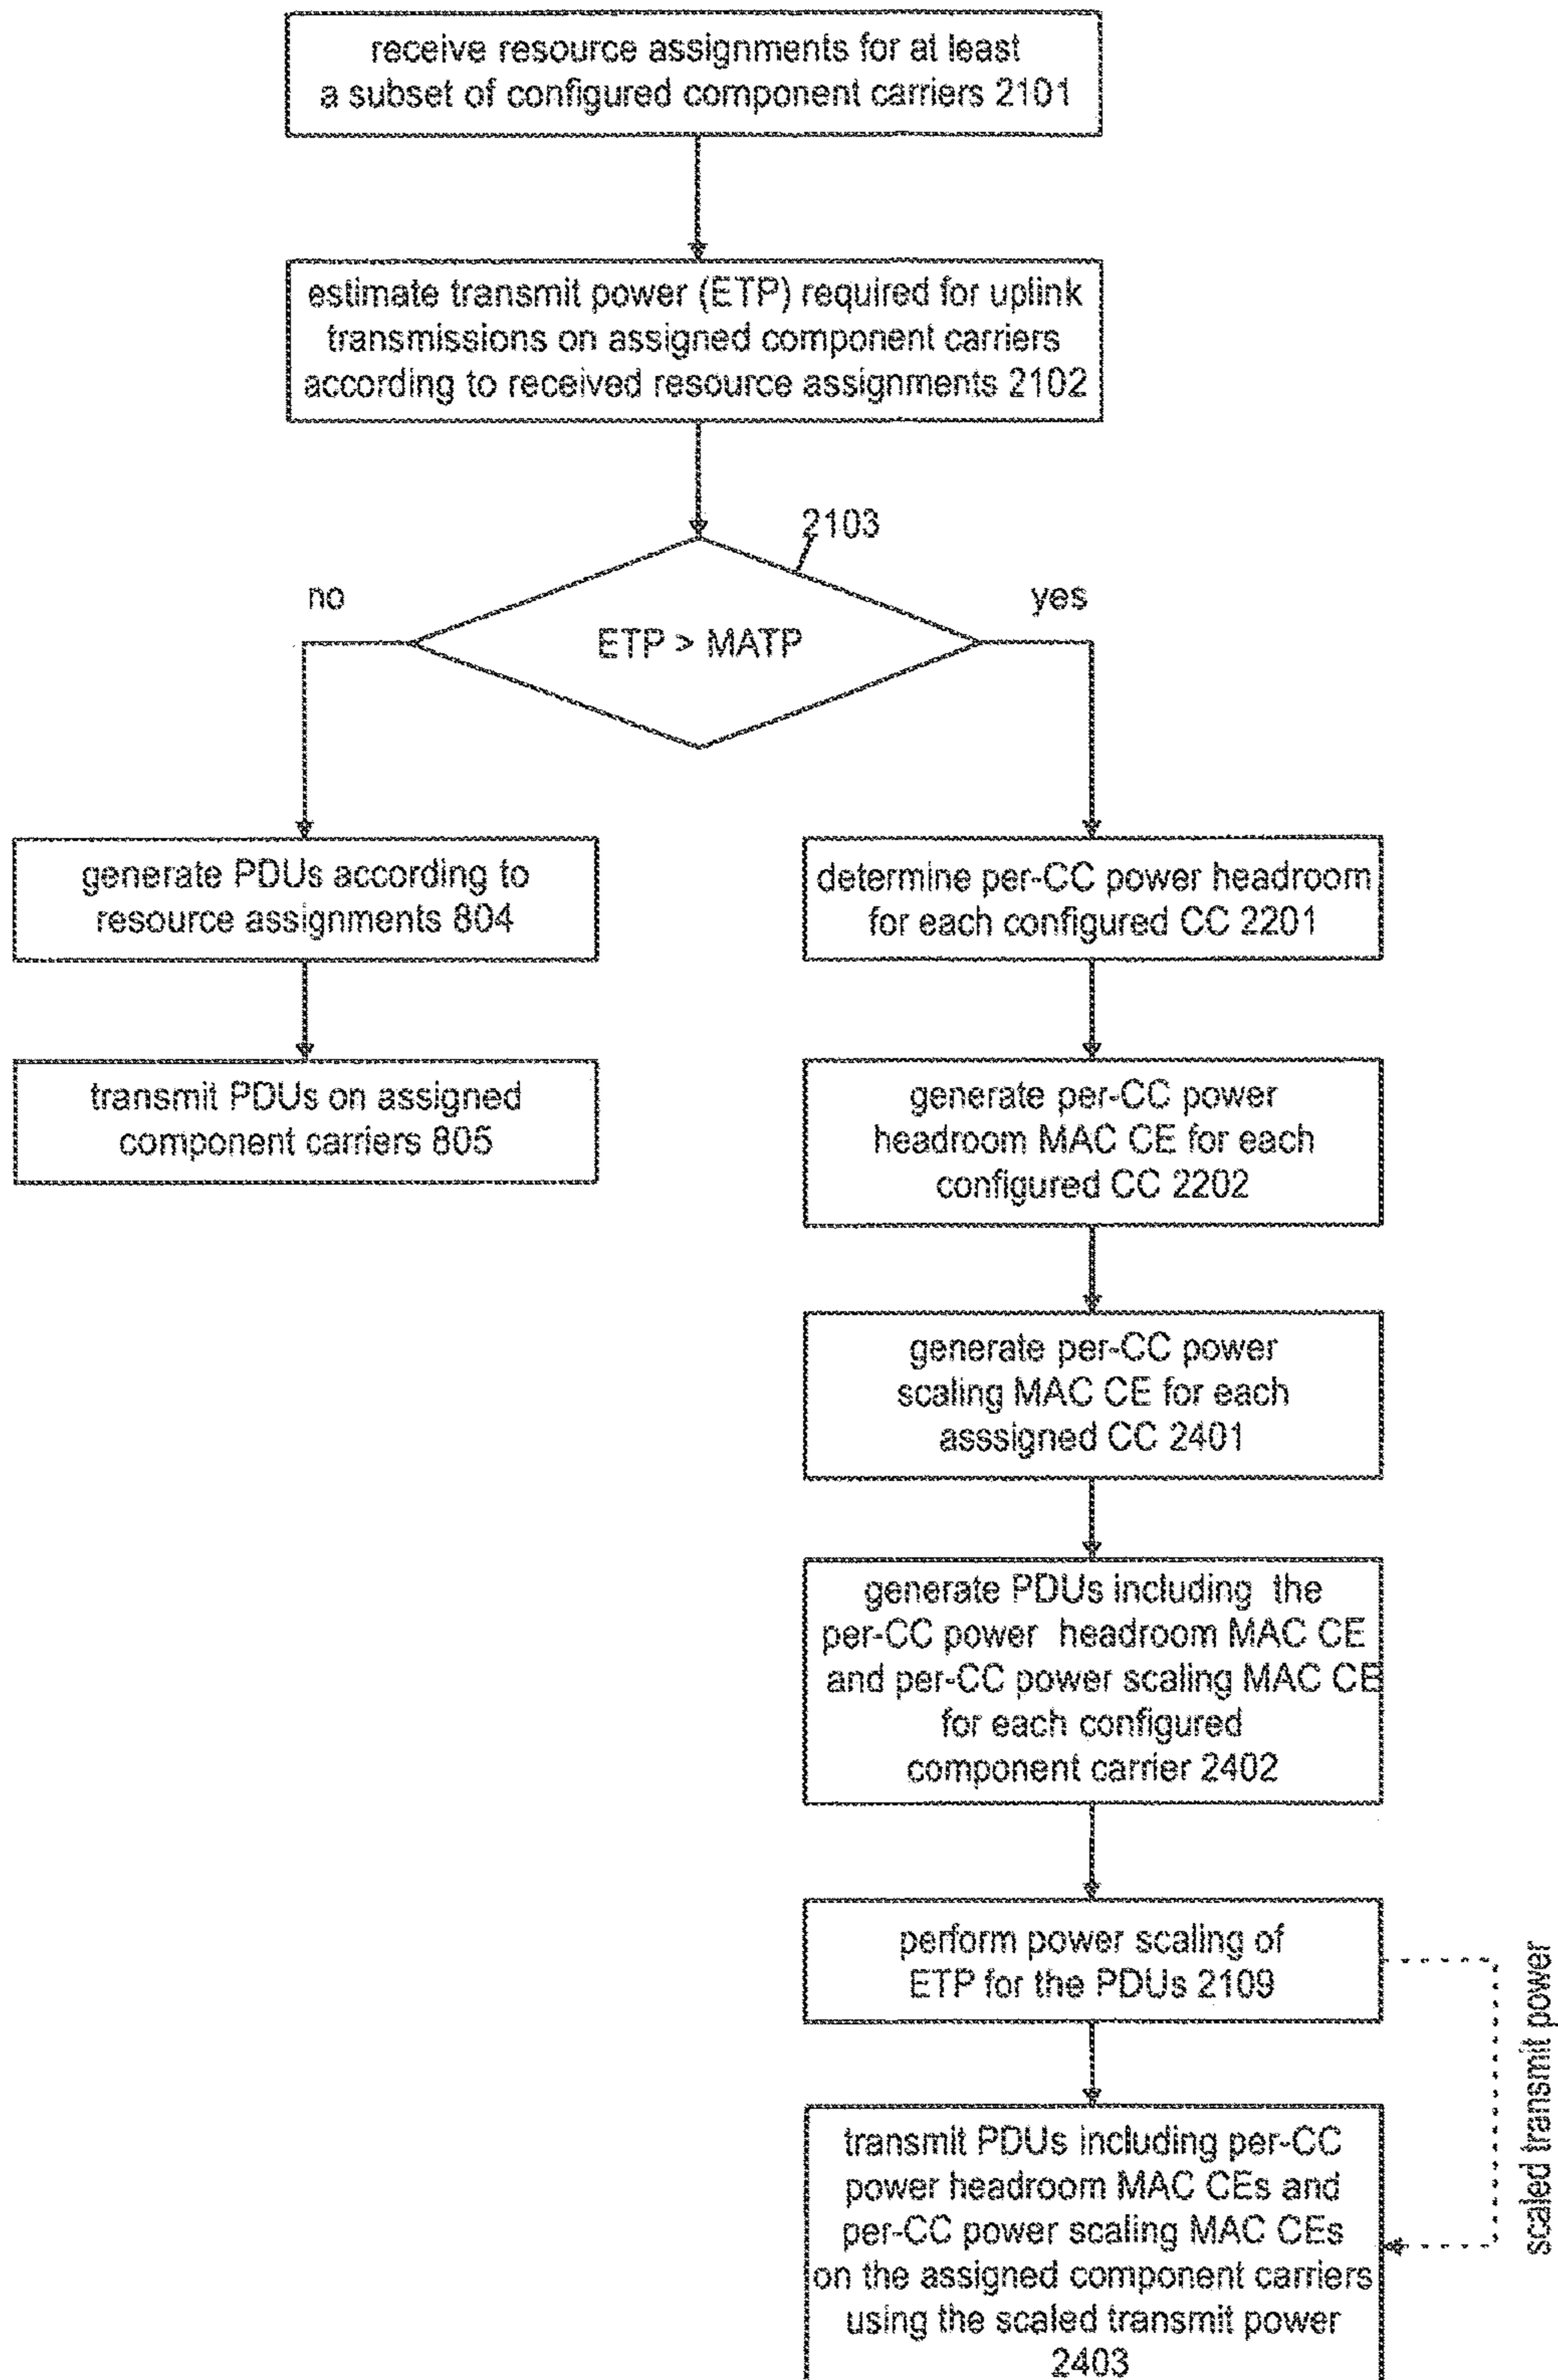 receive resource assignments for at least
a subset of configured component carriers 2101
estimate transmit power (ETP) required for uplink
transmissions on assigned component carriers
according to received resource assignments 2102
2103
no
yes
ETP > MATP
generate PDUs according to
resource assignments 804
transmit PDUs on assigned
component carriers 805
determine per-CC power headroom
for each configured CC 2201
generate per-CC power
headroom MAC CE for each
configured CC 2202
generate per-CC power
scaling MAC CE for each
asssigned CC 2401
generate PDUs including the
per-CC power headroom MAC CE
and per-CC power scaling MAC CE
for each configured
component carrier 2402
perform power scaling of
ETP for the PDUs 2109
scaled transmit power
transmit PDUs including per-CC
power headroom MAC CEs and
per-CC power scaling MAC CEs
on the assigned component carriers
using the scaled transmit power
2403